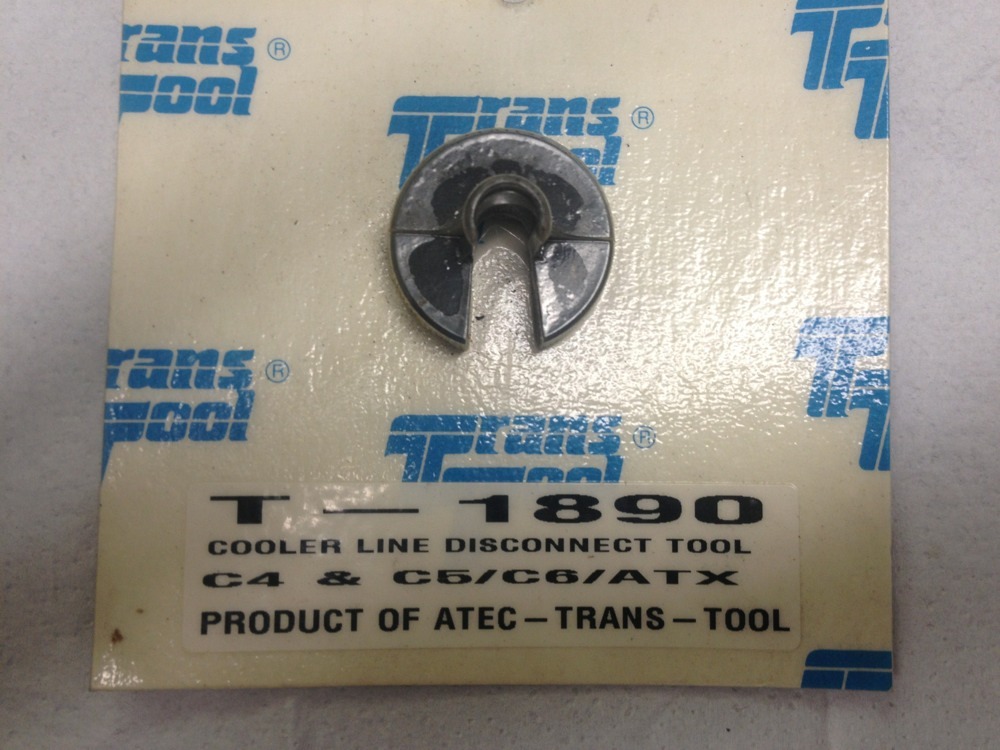 Trans ®
Tool
Trans ®
Tool
Trans ®
Tool
Trans ®
Tool
T — 1890
COOLER LINE DISCONNECT TOOL
C4 & C5/C6/ATX
PRODUCT OF ATEC – TRANS – TOOL